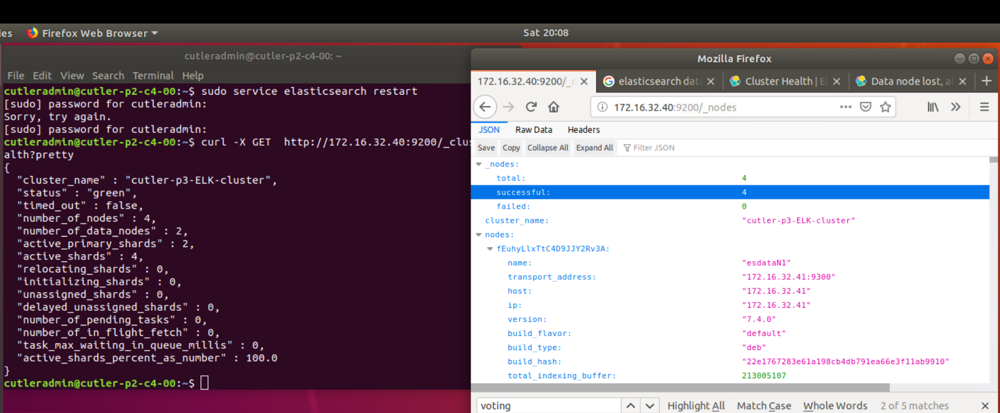 ies Firefox Web Browser Sat 20:08
cutleradmin@cutler-p2-c4-00: ~
File Edit View Search Terminal Help
cutleradmin@cutler-p2-c4-00:~$ sudo service elasticsearch restart
[sudo] password for cutleradmin:
Sorry, try again.
[sudo] password for cutleradmin:
cutleradmin@cutler-p2-c4-00:~$ curl -X GET  http://172.16.32.40:9200/_clus
alth?pretty
{
  "cluster_name" : "cutler-p3-ELK-cluster",
  "status" : "green",
  "timed_out" : false,
  "number_of_nodes" : 4,
  "number_of_data_nodes" : 2,
  "active_primary_shards" : 2,
  "active_shards" : 4,
  "relocating_shards" : 0,
  "initializing_shards" : 0,
  "unassigned_shards" : 0,
  "delayed_unassigned_shards" : 0,
  "number_of_pending_tasks" : 0,
  "number_of_in_flight_fetch" : 0,
  "task_max_waiting_in_queue_millis" : 0,
  "active_shards_percent_as_number" : 100.0
}
cutleradmin@cutler-p2-c4-00:~$
Mozilla Firefox
172.16.32.40:9200/_n elasticsearch data Cluster Health | El Data node lost, al
172.16.32.40:9200/_nodes
JSON Raw Data Headers
Save Copy Collapse All Expand All Filter JSON
_nodes:
total: 4
successful: 4
failed: 0
cluster_name: "cutler-p3-ELK-cluster"
nodes:
fEuhyLlxTtC4D9JJY2Rv3A:
name: "esdataN1"
transport_address: "172.16.32.41:9300"
host: "172.16.32.41"
ip: "172.16.32.41"
version: "7.4.0"
build_flavor: "default"
build_type: "deb"
build_hash: "22e1767283e61a198cb4db791ea66e3f11ab9910"
total_indexing_buffer: 213005107
voting Highlight All Match Case Whole Words 2 of 5 matches